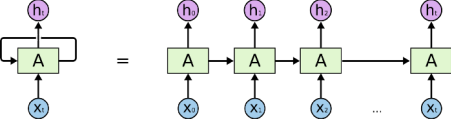 hₜ h₀ h₁ h₂ hₜ
A = A A A A
xₜ x₀ x₁ x₂ ... xₜ